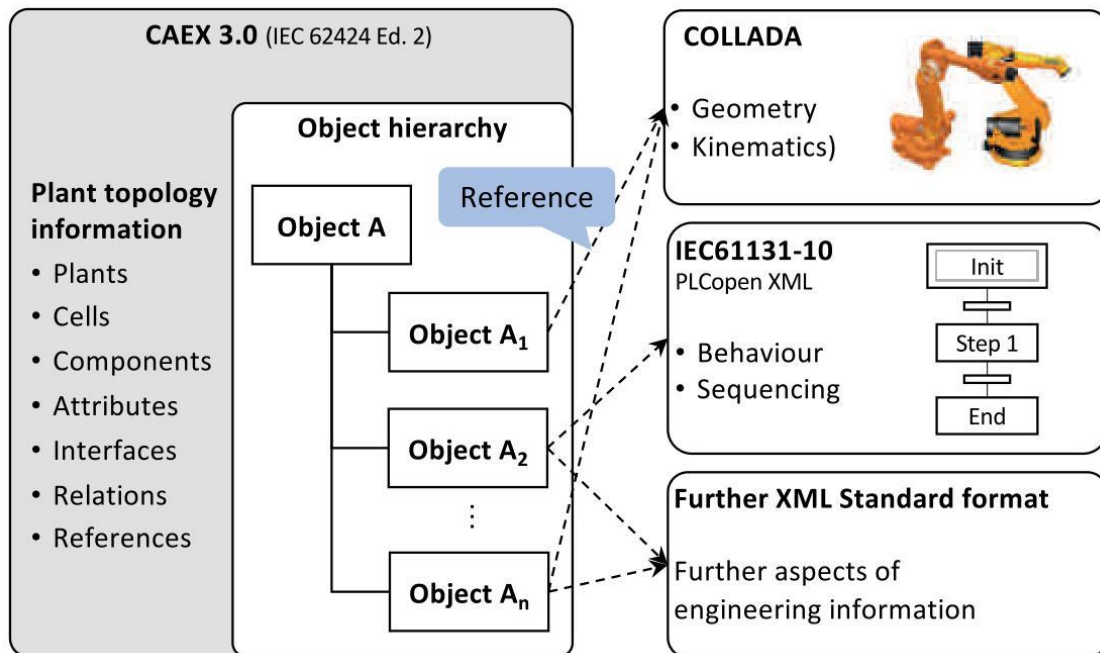 CAEX 3.0 (IEC 62424 Ed. 2)
Plant topology
information
• Plants
• Cells
• Components
• Attributes
• Interfaces
• Relations
• References
Object hierarchy
Object A
Object A₁
Object A₂
⋮
Object Aₙ
Reference
COLLADA
• Geometry
• Kinematics)
IEC61131-10
PLCopen XML
• Behaviour
• Sequencing
Init
Step 1
End
Further XML Standard format
Further aspects of
engineering information